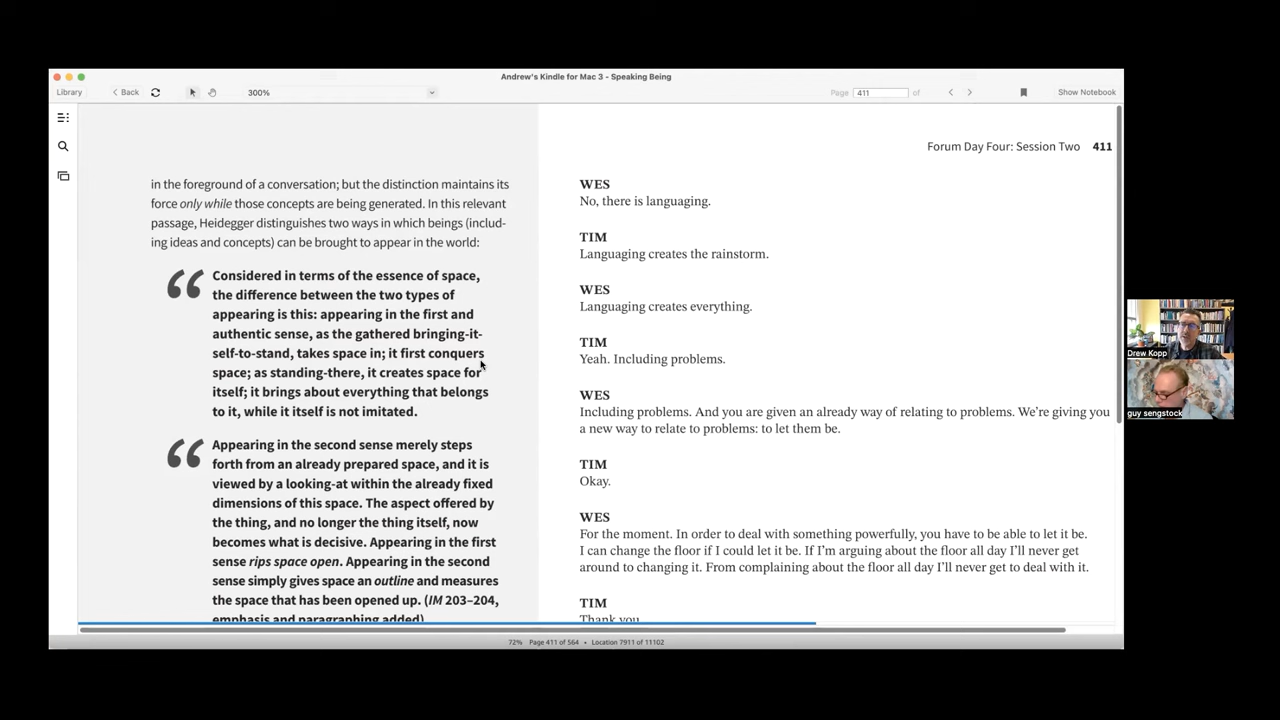 Andrew's Kindle for Mac 3 - Speaking Being
Library
Back
300%
Page 411 of
Show Notebook
in the foreground of a conversation; but the distinction maintains its
force only while those concepts are being generated. In this relevant
passage, Heidegger distinguishes two ways in which beings (includ-
ing ideas and concepts) can be brought to appear in the world:
“ Considered in terms of the essence of space,
the difference between the two types of
appearing is this: appearing in the first and
authentic sense, as the gathered bringing-it-
self-to-stand, takes space in; it first conquers
space; as standing-there, it creates space for
itself; it brings about everything that belongs
to it, while it itself is not imitated.
“ Appearing in the second sense merely steps
forth from an already prepared space, and it is
viewed by a looking-at within the already fixed
dimensions of this space. The aspect offered by
the thing, and no longer the thing itself, now
becomes what is decisive. Appearing in the first
sense rips space open. Appearing in the second
sense simply gives space an outline and measures
the space that has been opened up. (IM 203–204,
emphasis and paragraphing added)
Forum Day Four: Session Two 411
WES
No, there is languaging.
TIM
Languaging creates the rainstorm.
WES
Languaging creates everything.
TIM
Yeah. Including problems.
WES
Including problems. And you are given an already way of relating to problems. We're giving you
a new way to relate to problems: to let them be.
TIM
Okay.
WES
For the moment. In order to deal with something powerfully, you have to be able to let it be.
I can change the floor if I could let it be. If I'm arguing about the floor all day I'll never get
around to changing it. From complaining about the floor all day I'll never get to deal with it.
TIM
Thank you
72% Page 411 of 564 • Location 7911 of 11102
Drew Kopp
guy sengstock